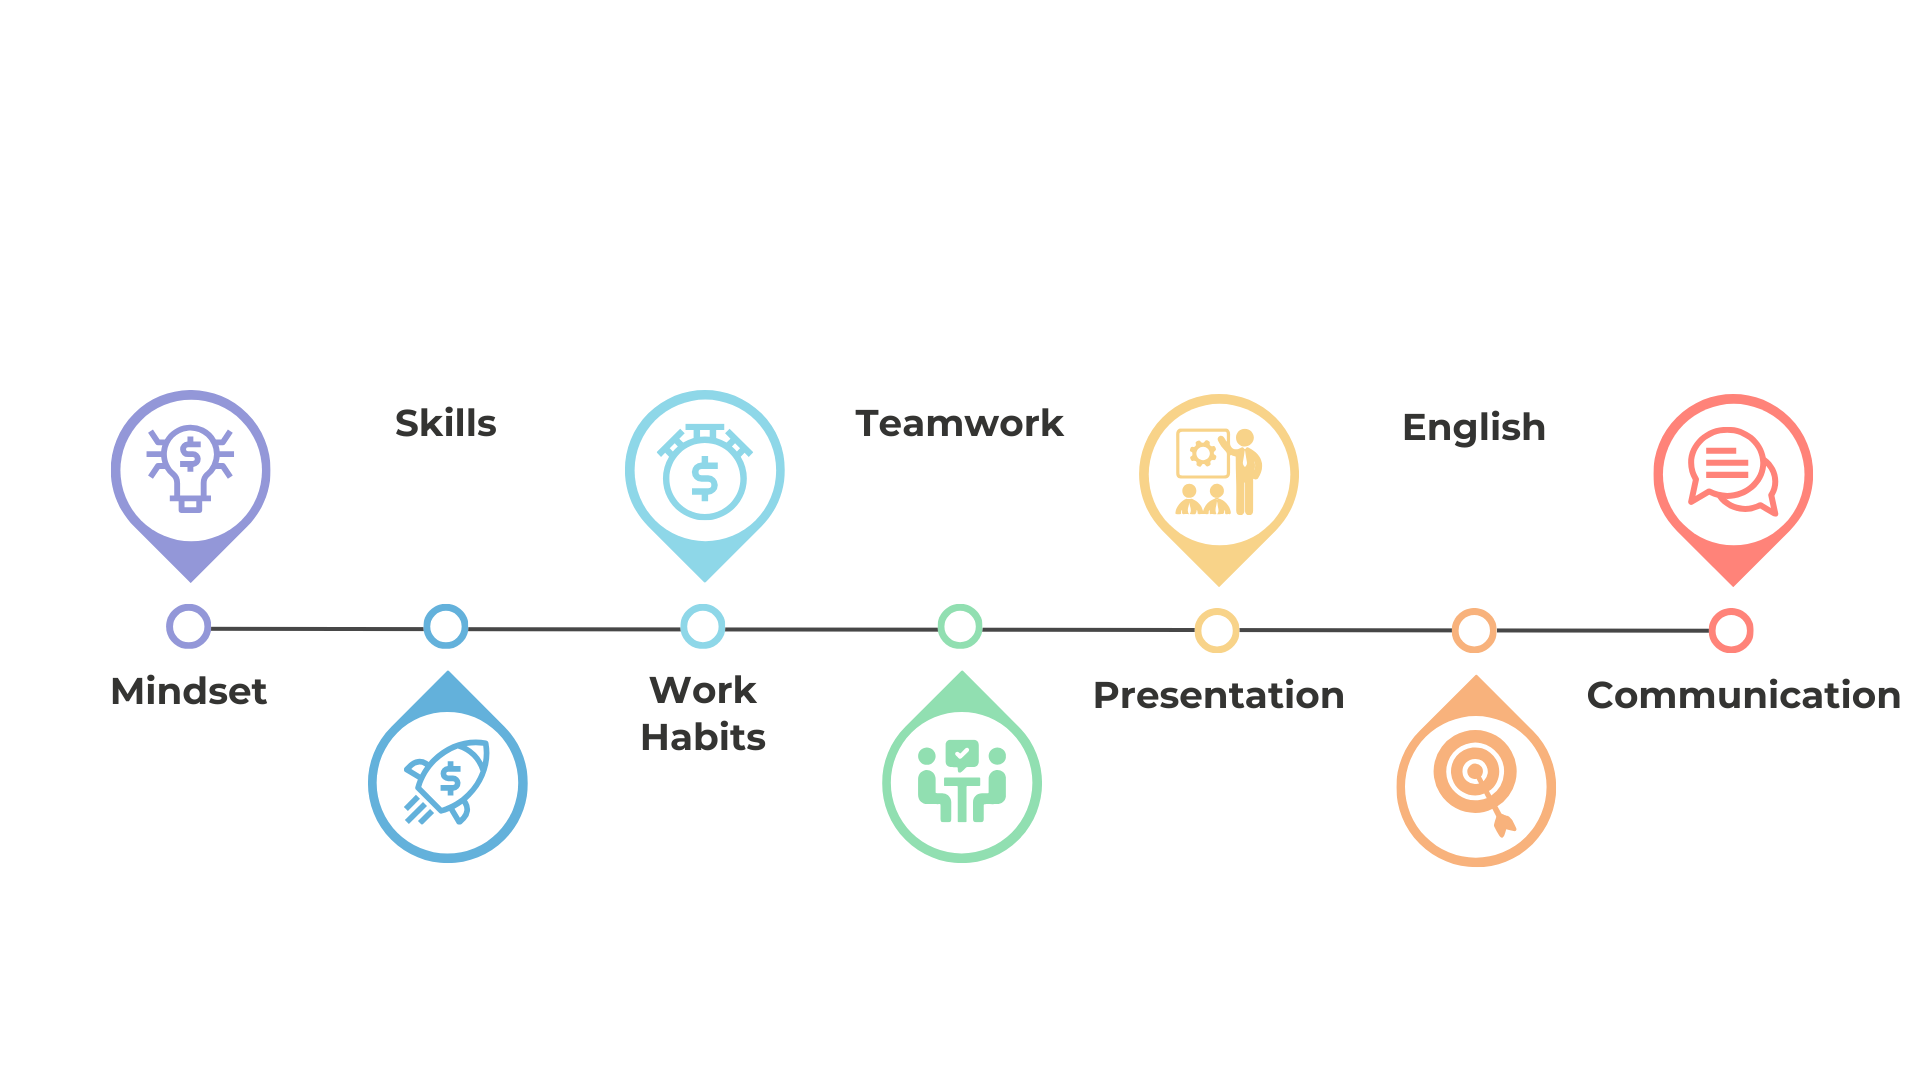 Mindset
Skills
Work
Habits
Teamwork
Presentation
English
Communication
$
$
$